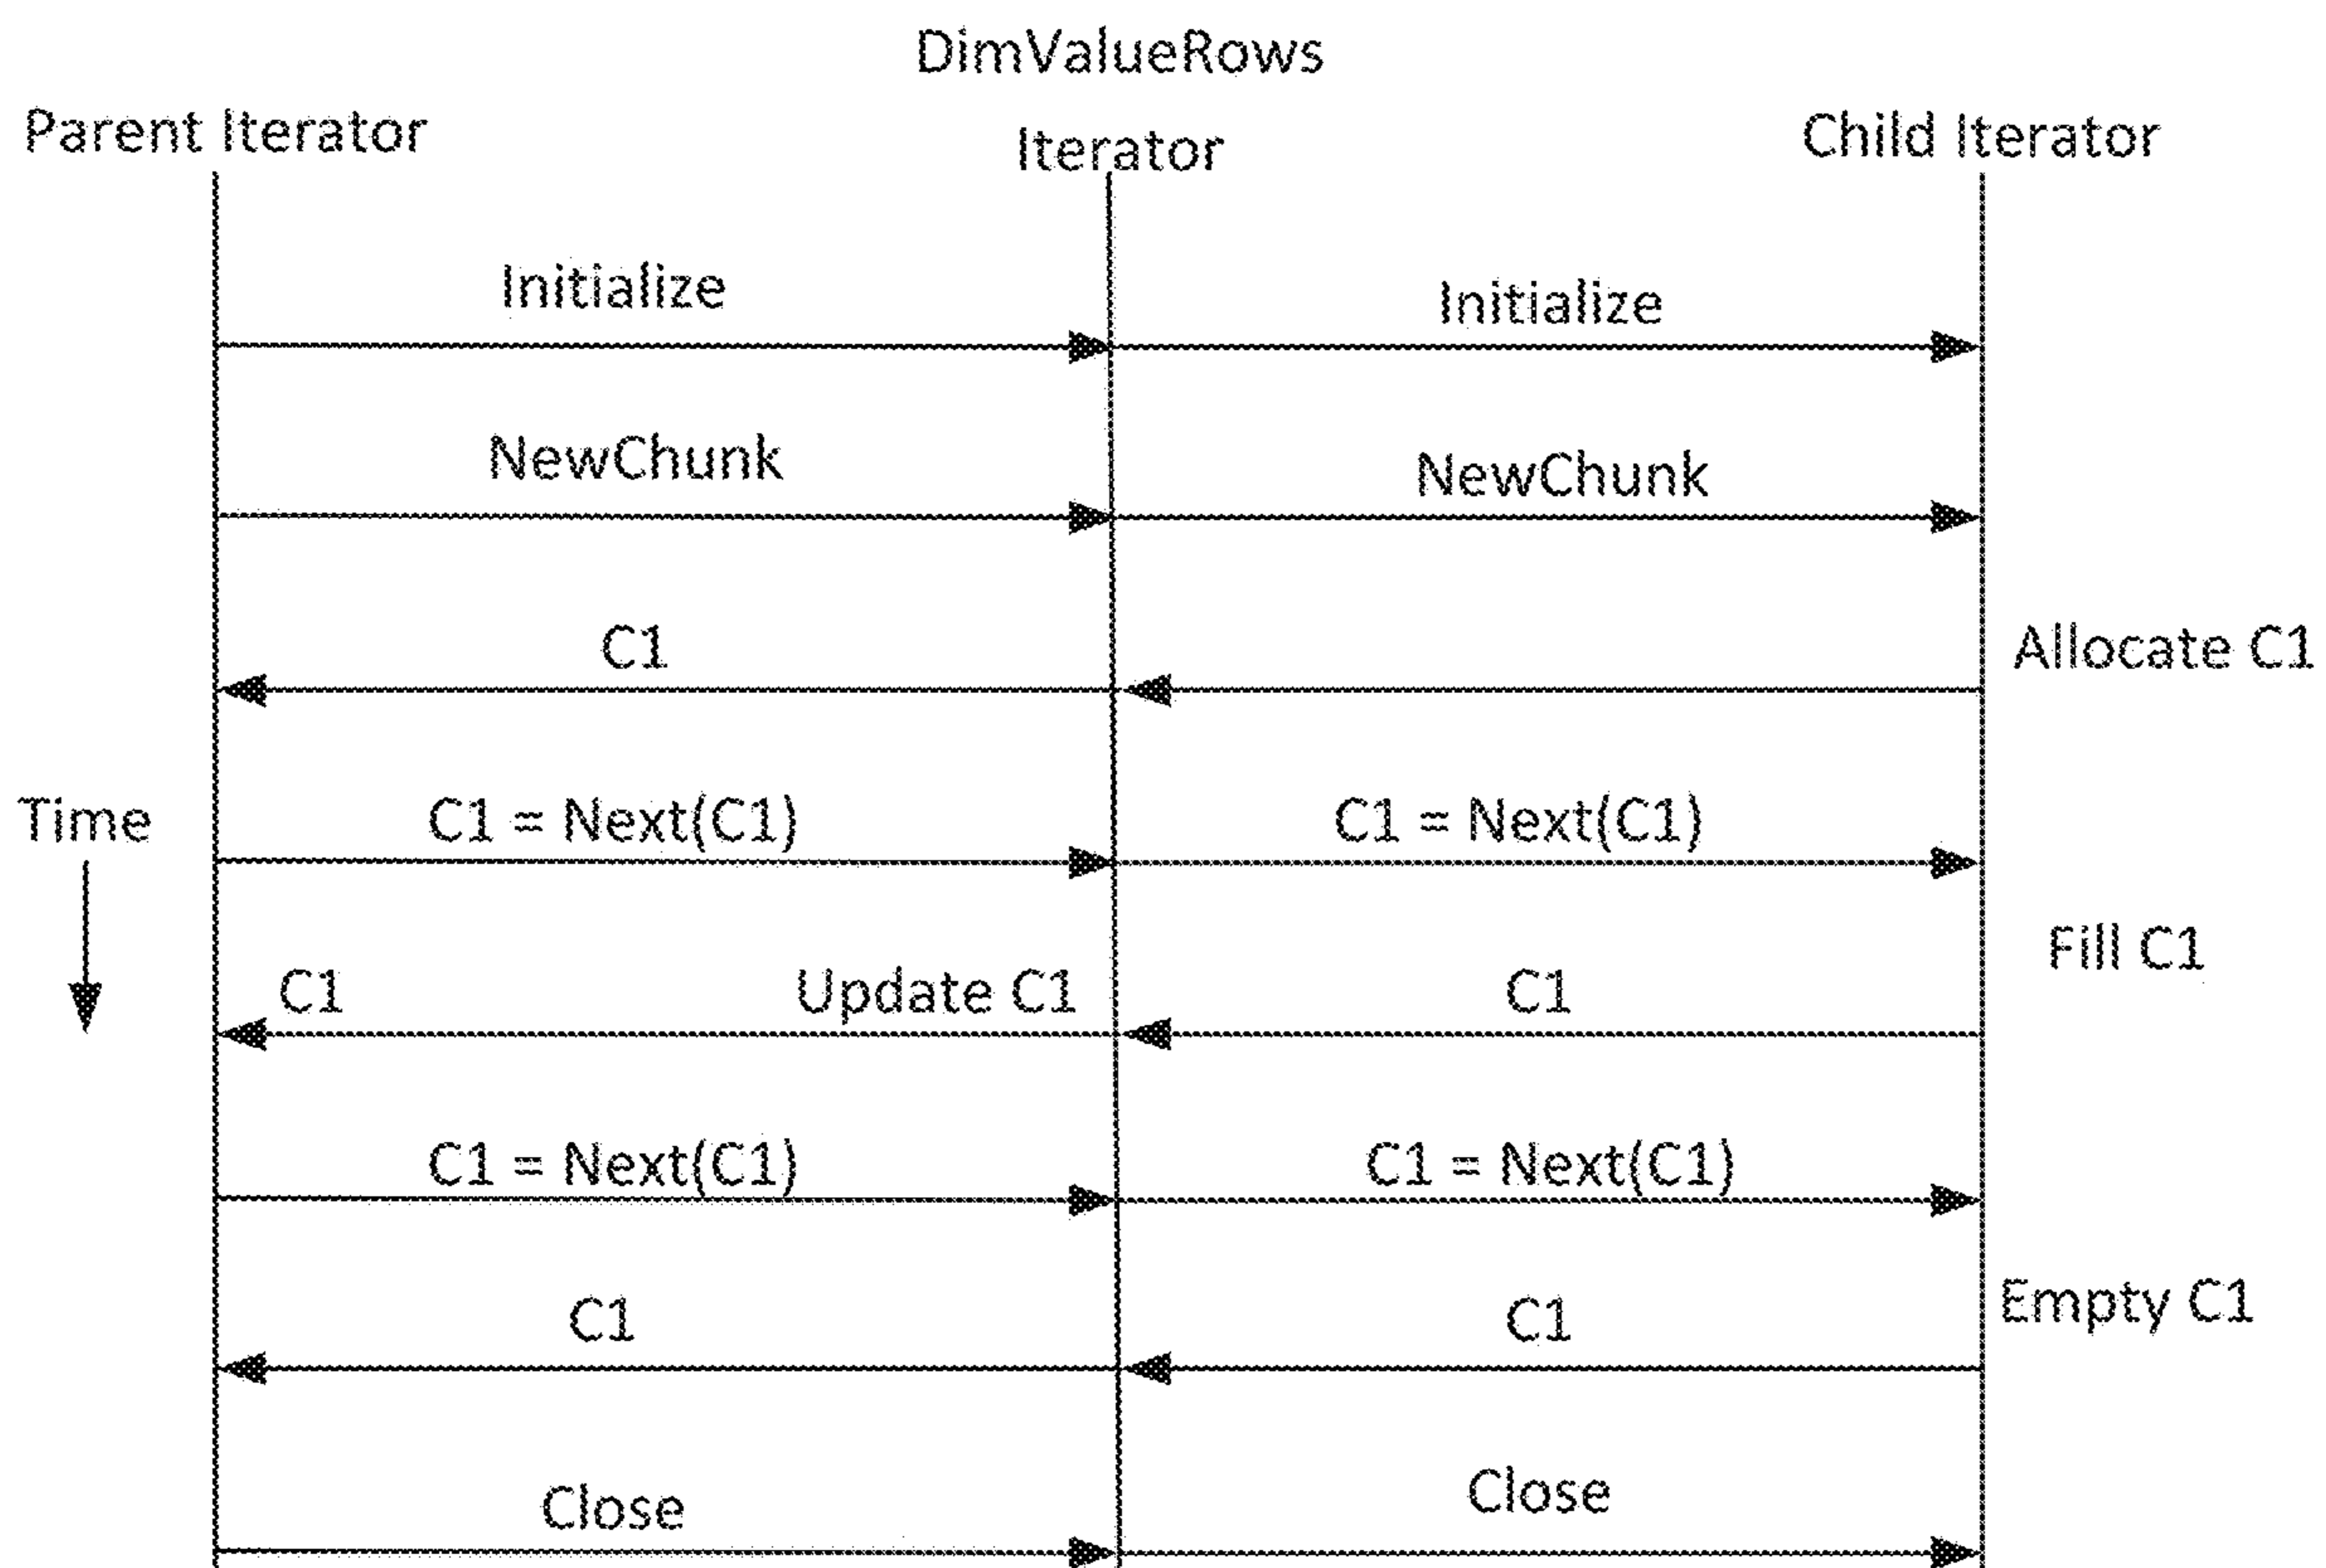 DimValueRows
Iterator
Parent Iterator
Child Iterator
Initialize
Initialize
NewChunk
NewChunk
C1
Allocate C1
Time
C1 = Next(C1)
C1 = Next(C1)
Fill C1
C1
Update C1
C1
C1 = Next(C1)
C1 = Next(C1)
C1
C1
Empty C1
Close
Close